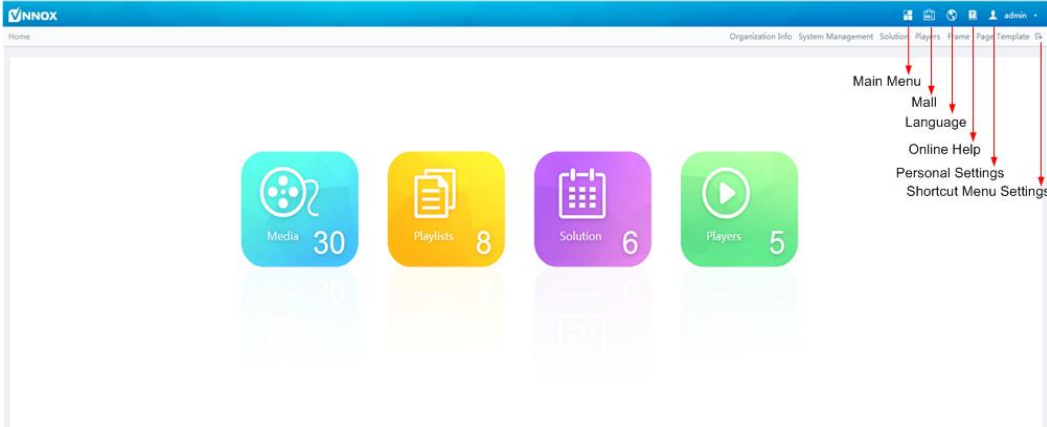 VNNOX
admin
Home
Organization Info System Management Solution Players Frame Page Template
Main Menu
Mall
Language
Online Help
Personal Settings
Shortcut Menu Settings
Media 30
Playlists 8
Solution 6
Players 5